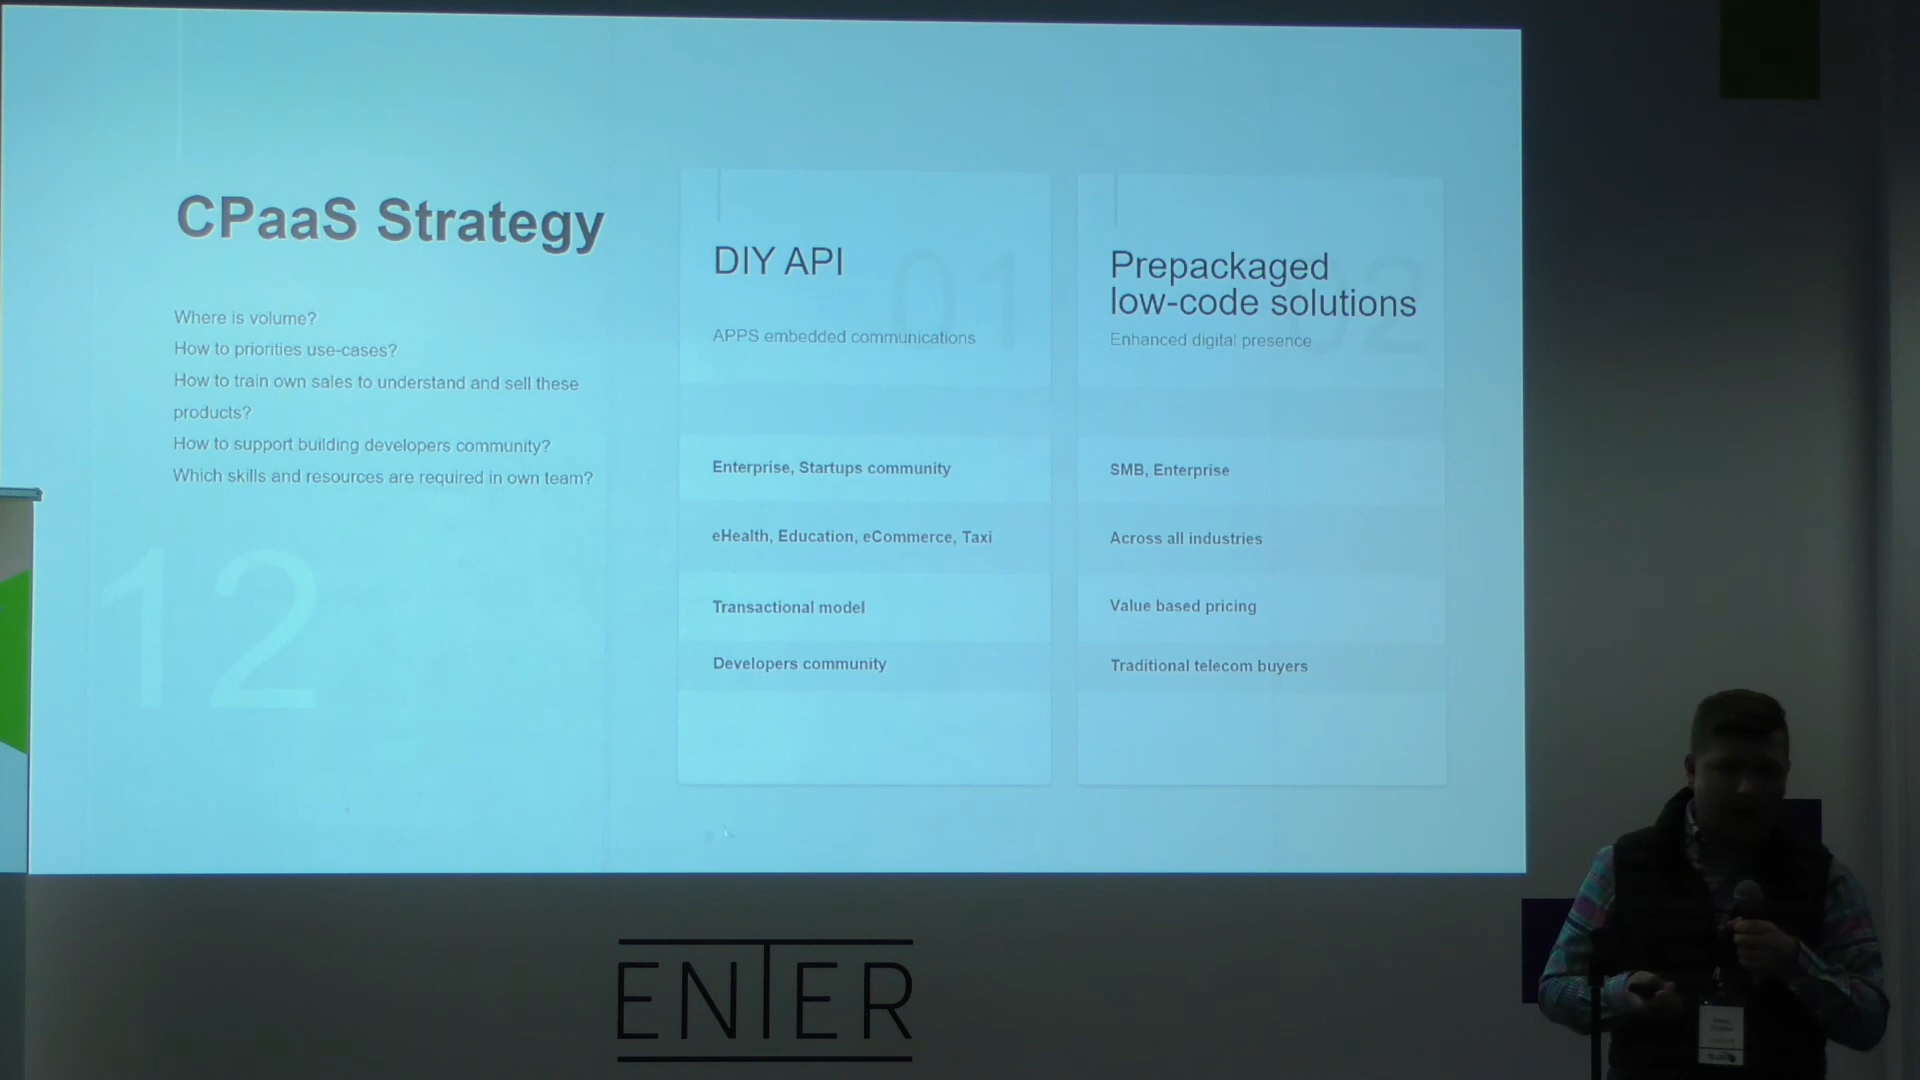 CPaaS Strategy
Where is volume?
How to priorities use-cases?
How to train own sales to understand and sell these
products?
How to support building developers community?
Which skills and resources are required in own team?
12
DIY API
01
APPS embedded communications
Enterprise, Startups community
eHealth, Education, eCommerce, Taxi
Transactional model
Developers community
Prepackaged
low-code solutions
02
Enhanced digital presence
SMB, Enterprise
Across all industries
Value based pricing
Traditional telecom buyers
ENTER